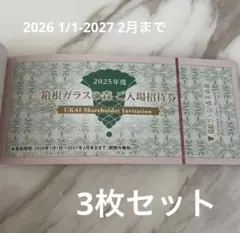 2026 1/1-2027 2月まで
2025年度
箱根ガラスの森 ご入場招待券
UKAI Shareholder Invitation
3枚セット